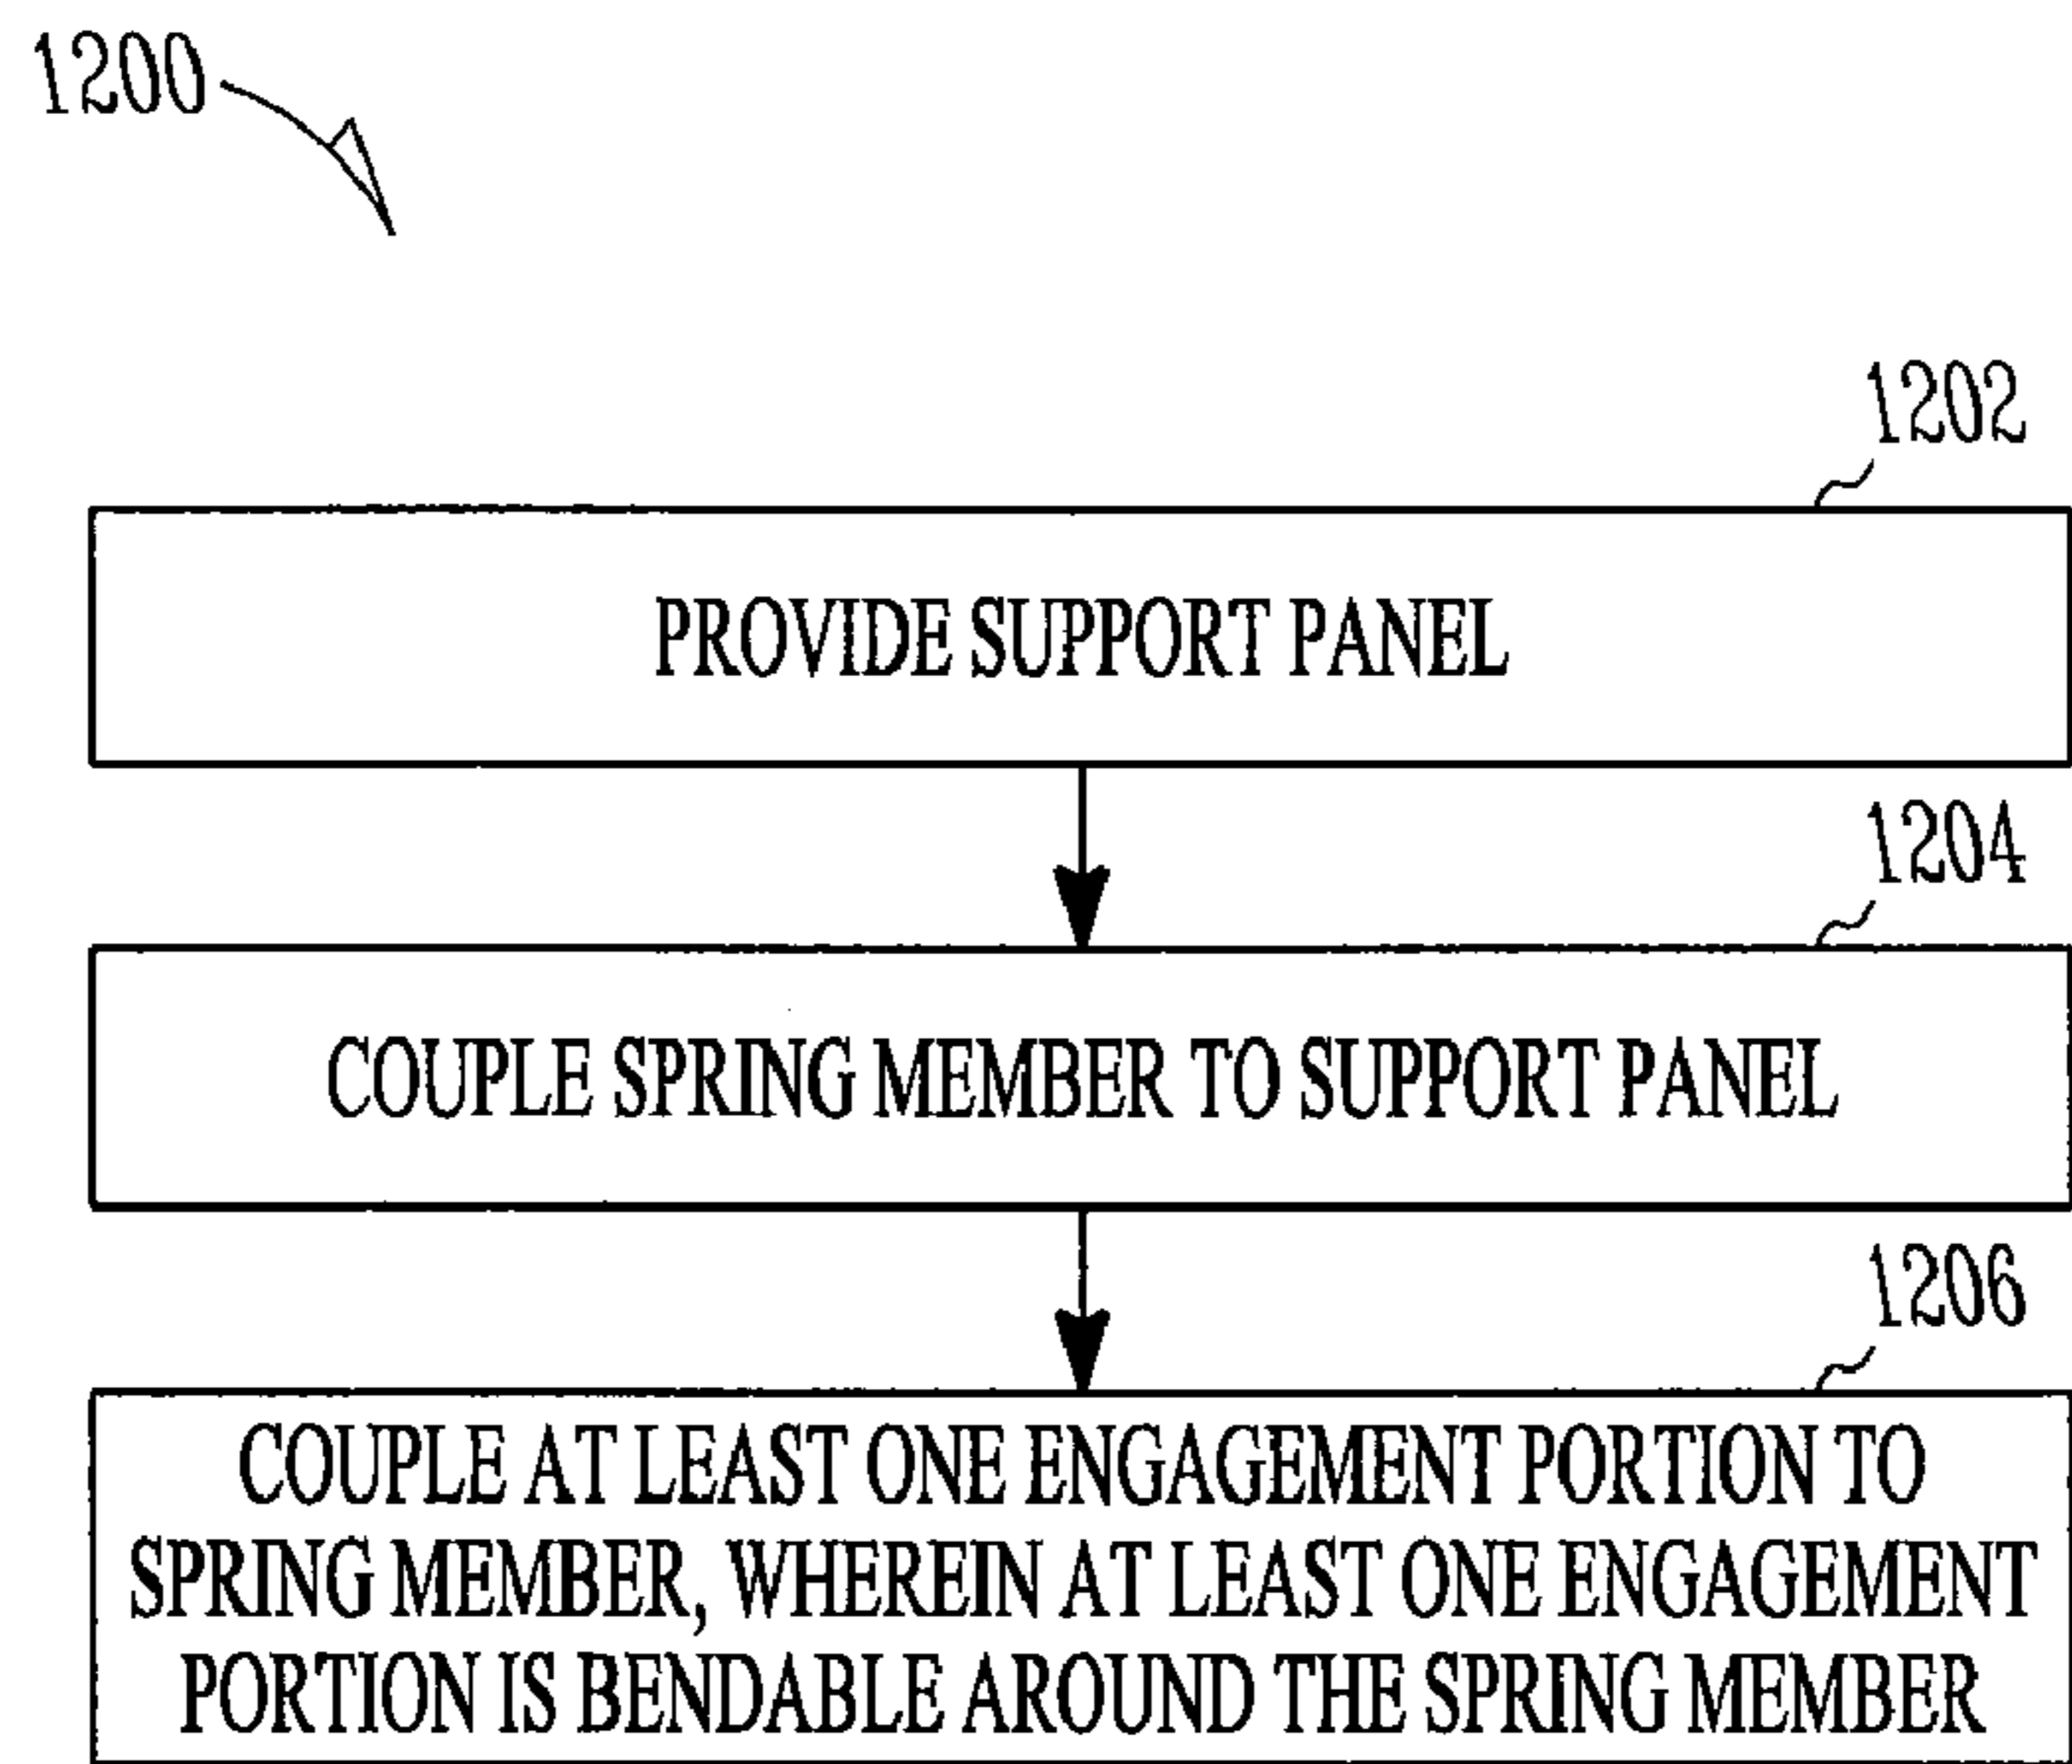 1200
1202
PROVIDE SUPPORT PANEL
1204
COUPLE SPRING MEMBER TO SUPPORT PANEL
1206
COUPLE AT LEAST ONE ENGAGEMENT PORTION TO
SPRING MEMBER, WHEREIN AT LEAST ONE ENGAGEMENT
PORTION IS BENDABLE AROUND THE SPRING MEMBER